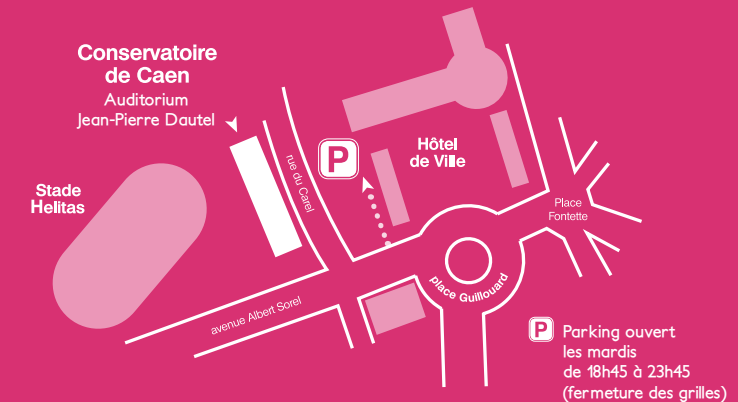 Conservatoire
de Caen
Auditorium
Jean-Pierre Dautel
Stade
Helitas
rue du Carel
P
Hôtel
de Ville
Place
Fontette
place Guillouard
avenue Albert Sorel
P Parking ouvert
les mardis
de 18h45 à 23h45
(fermeture des grilles)